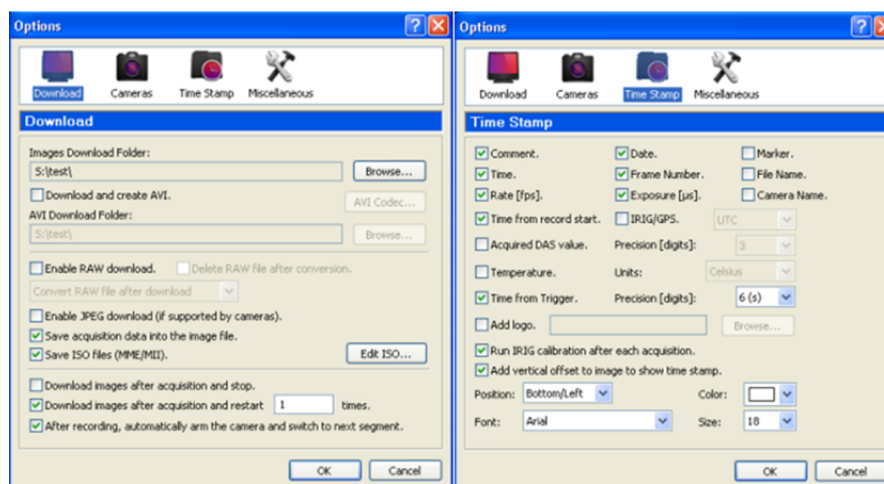 Options
Download Cameras Time Stamp Miscellaneous
Download
Images Download Folder:
S:\test\ Browse...
Download and create AVI.
AVI Codec...
AVI Download Folder:
S:\test\ Browse...
Enable RAW download. Delete RAW file after conversion.
Convert RAW file after download
Enable JPEG download (if supported by cameras).
Save acquisition data into the image file.
Save ISO files (MME/MII). Edit ISO...
Download images after acquisition and stop.
Download images after acquisition and restart 1 times.
After recording, automatically arm the camera and switch to next segment.
OK Cancel
Options
Download Cameras Time Stamp Miscellaneous
Time Stamp
Comment. Date. Marker.
Time. Frame Number. File Name.
Rate [fps]. Exposure [µs]. Camera Name.
Time from record start. IRIG/GPS. UTC
Acquired DAS value. Precision [digits]: 3
Temperature. Units: Celsius
Time from Trigger. Precision [digits]: 6 (s)
Add logo. Browse...
Run IRIG calibration after each acquisition.
Add vertical offset to image to show time stamp.
Position: Bottom/Left Color:
Font: Arial Size: 18
OK Cancel